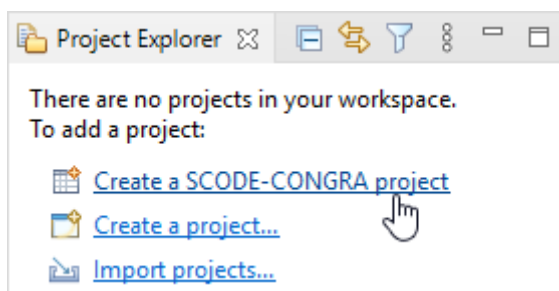 Project Explorer
There are no projects in your workspace.
To add a project:
Create a SCODE-CONGRA project
Create a project...
Import projects...